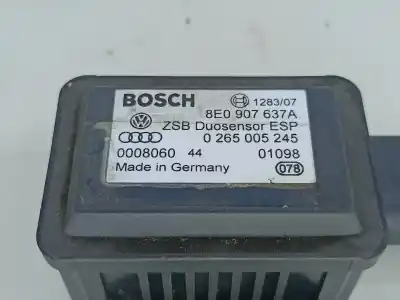 BOSCH 1283/07
8E0 907 637A
ZSB Duosensor ESP
0 265 005 245
0008060 44 01098
Made in Germany 078